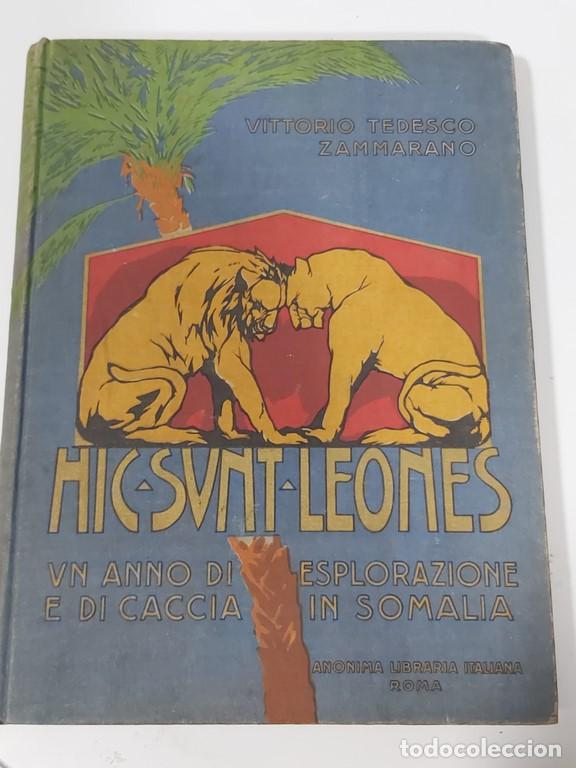 VITTORIO TEDESCO
ZAMMARANO
HIC·SVNT·LEONES
VN ANNO DI ESPLORAZIONE
E DI CACCIA IN SOMALIA
ANONIMA LIBRARIA ITALIANA
ROMA
todocoleccion.net